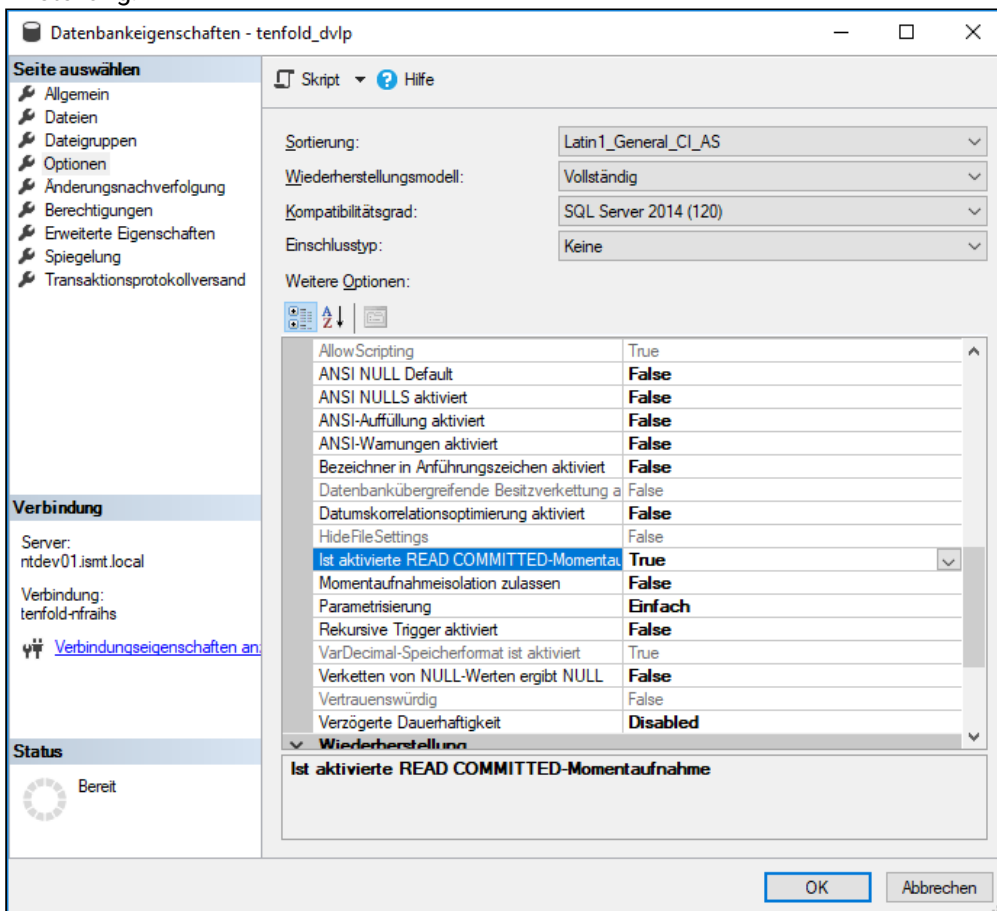 Datenbankeigenschaften - tenfold_dvlp
Seite auswählen
Allgemein
Dateien
Dateigruppen
Optionen
Änderungsnachverfolgung
Berechtigungen
Erweiterte Eigenschaften
Spiegelung
Transaktionsprotokollversand
Skript Hilfe
Sortierung: Latin1_General_CI_AS
Wiederherstellungsmodell: Vollständig
Kompatibilitätsgrad: SQL Server 2014 (120)
Einschlusstyp: Keine
Weitere Optionen:
AllowScripting True
ANSI NULL Default False
ANSI NULLS aktiviert False
ANSI-Auffüllung aktiviert False
ANSI-Warnungen aktiviert False
Bezeichner in Anführungszeichen aktiviert False
Datenbankübergreifende Besitzverkettung a False
Datumskorrelationsoptimierung aktiviert False
HideFileSettings False
Ist aktivierte READ COMMITTED-Momentau True
Momentaufnahmeisolation zulassen False
Parametrisierung Einfach
Rekursive Trigger aktiviert False
VarDecimal-Speicherformat ist aktiviert True
Verketten von NULL-Werten ergibt NULL False
Vertrauenswürdig False
Verzögerte Dauerhaftigkeit Disabled
Wiederherstellung
Ist aktivierte READ COMMITTED-Momentaufnahme
Verbindung
Server:
ntdev01.ismt.local
Verbindung:
tenfold-nfraihs
Verbindungseigenschaften an
Status
Bereit
OK Abbrechen